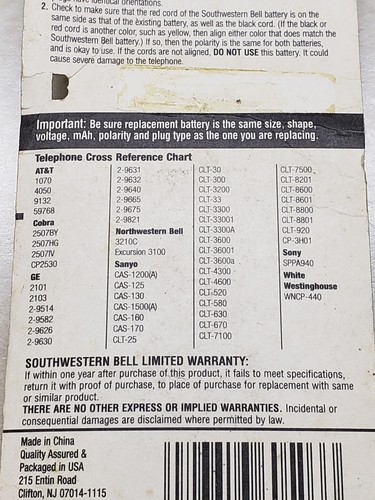 have identical orientations.
2. Check to make sure that the red cord of the Southwestern Bell battery is on the
same side as that of the existing battery, as well as the black cord. (If the black or
red cord is another color, such as yellow, then align either color that does match the
Southwestern Bell battery.) If so, then the polarity is the same for both batteries,
and is okay to use. If the cords are not aligned, DO NOT USE this battery. It could
cause severe damage to the telephone.
Important: Be sure replacement battery is the same size, shape,
voltage, mAh, polarity and plug type as the one you are replacing.
Telephone Cross Reference Chart
AT&T
1070
4050
9132
59768
Cobra
2507BY
2507HG
2507IV
CP2530
GE
2101
2103
2-9514
2-9582
2-9626
2-9630
2-9631
2-9632
2-9640
2-9665
2-9675
2-9821
Northwestern Bell
3210C
Excursion 3100
Sanyo
CAS-1200(A)
CAS-125
CAS-130
CAS-1500(A)
CAS-160
CAS-170
CLT-25
CLT-30
CLT-300
CLT-3200
CLT-33
CLT-3300
CLT-33001
CLT-3300A
CLT-3600
CLT-36001
CLT-3600a
CLT-4300
CLT-4600
CLT-520
CLT-580
CLT-630
CLT-670
CLT-7100
CLT-7500
CLT-8201
CLT-8600
CLT-8601
CLT-8800
CLT-8801
CLT-920
CP-3H01
Sony
SPPA940
White
Westinghouse
WNCP-440
SOUTHWESTERN BELL LIMITED WARRANTY:
If within one year after purchase of this product, it fails to meet specifications,
return it with proof of purchase, to place of purchase for replacement with same
or similar product.
THERE ARE NO OTHER EXPRESS OR IMPLIED WARRANTIES. Incidental or
consequential damages are disclaimed where permitted by law.
Made in China
Quality Assured &
Packaged in USA
215 Entin Road
Clifton, NJ 07014-1115